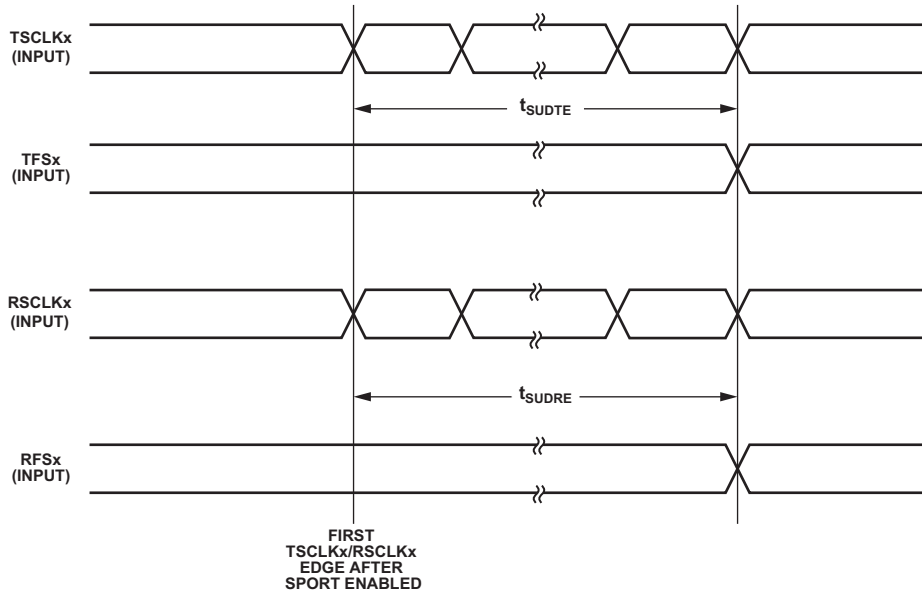 TSCLKx
(INPUT)
tSUDTE
TFSx
(INPUT)
RSCLKx
(INPUT)
tSUDRE
RFSx
(INPUT)
FIRST
TSCLKx/RSCLKx
EDGE AFTER
SPORT ENABLED